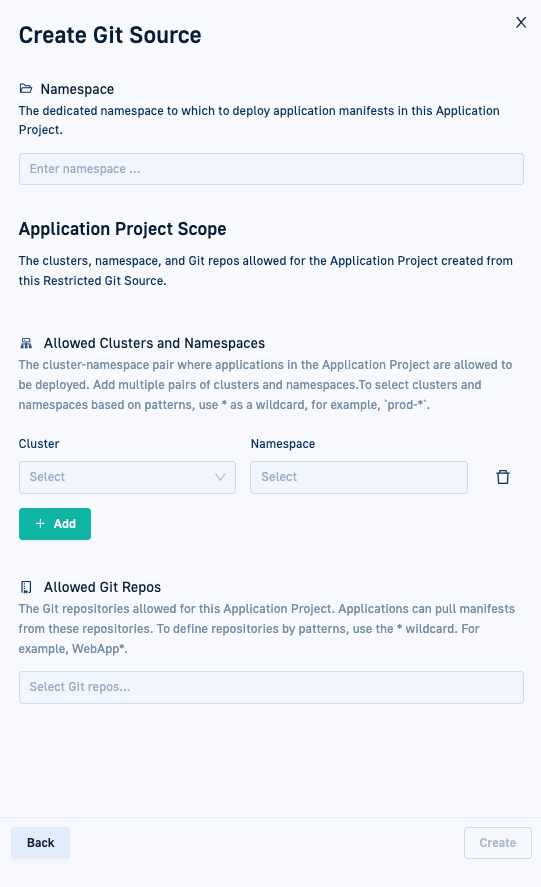 Create Git Source
Namespace
The dedicated namespace to which to deploy application manifests in this Application
Project.
Enter namespace ...
Application Project Scope
The clusters, namespace, and Git repos allowed for the Application Project created from
this Restricted Git Source.
Allowed Clusters and Namespaces
The cluster-namespace pair where applications in the Application Project are allowed to
be deployed. Add multiple pairs of clusters and namespaces.To select clusters and
namespaces based on patterns, use * as a wildcard, for example, `prod-*`.
Cluster Namespace
Select Select
+ Add
Allowed Git Repos
The Git repositories allowed for this Application Project. Applications can pull manifests
from these repositories. To define repositories by patterns, use the * wildcard. For
example, WebApp*.
Select Git repos...
Back Create